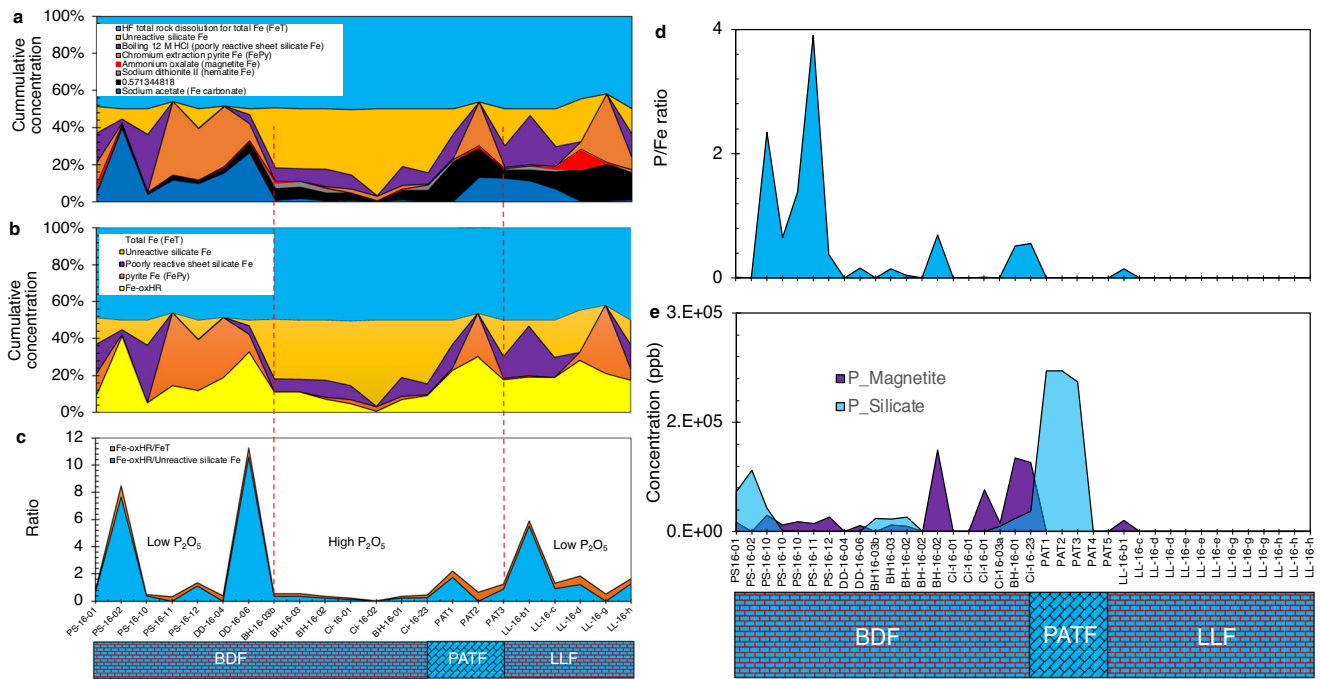 a
100%
80%
60%
40%
20%
0%
Cummulative
concentration
HF total rock dissolution for total Fe (FeT)
Unreactive silicate Fe
Boiling 12 M HCl (poorly reactive sheet silicate Fe)
Chromium extraction pyrite Fe (FePy)
Ammonium oxalate (magnetite Fe)
Sodium dithionite II (hematite Fe)
0.571344818
Sodium acetate (Fe carbonate)
b
100%
80%
60%
40%
20%
0%
Cumulative
concentration
Total Fe (FeT)
Unreactive silicate Fe
Poorly reactive sheet silicate Fe
pyrite Fe (FePy)
Fe-oxHR
c
12
10
8
6
4
2
0
Ratio
Fe-oxHR/FeT
Fe-oxHR/Unreactive silicate Fe
Low P2O5
High P2O5
Low P2O5
PS-16-01
PS-16-02
PS-16-10
PS-16-11
PS-16-12
DD-16-04
DD-16-06
BH-16-03b
BH-16-03
BH-16-02
Ci-16-01
Ci-16-02
BH-16-01
Ci-16-23
PAT1
PAT2
PAT3
LL-16-b1
LL-16-c
LL-16-d
LL-16-g
LL-16-h
BDF
PATF
LLF
d
4
2
0
P/Fe ratio
e
3.E+05
2.E+05
0.E+00
Concentration (ppb)
P_Magnetite
P_Silicate
PS16-01
PS-16-02
PS-16-10
PS-16-10
PS-16-10
PS-16-11
PS-16-12
DD-16-04
DD-16-06
BH16-03b
BH16-03
BH-16-02
BH-16-02
BH-16-02
Ci-16-01
Ci-16-01
Ci-16-01
Ci-16-03a
BH-16-01
Ci-16-23
PAT1
PAT2
PAT3
PAT4
PAT5
LL-16-b1
LL-16-c
LL-16-d
LL-16-d
LL-16-e
LL-16-e
LL-16-e
LL-16-g
LL-16-g
LL-16-g
LL-16-h
LL-16-h
LL-16-h
BDF
PATF
LLF